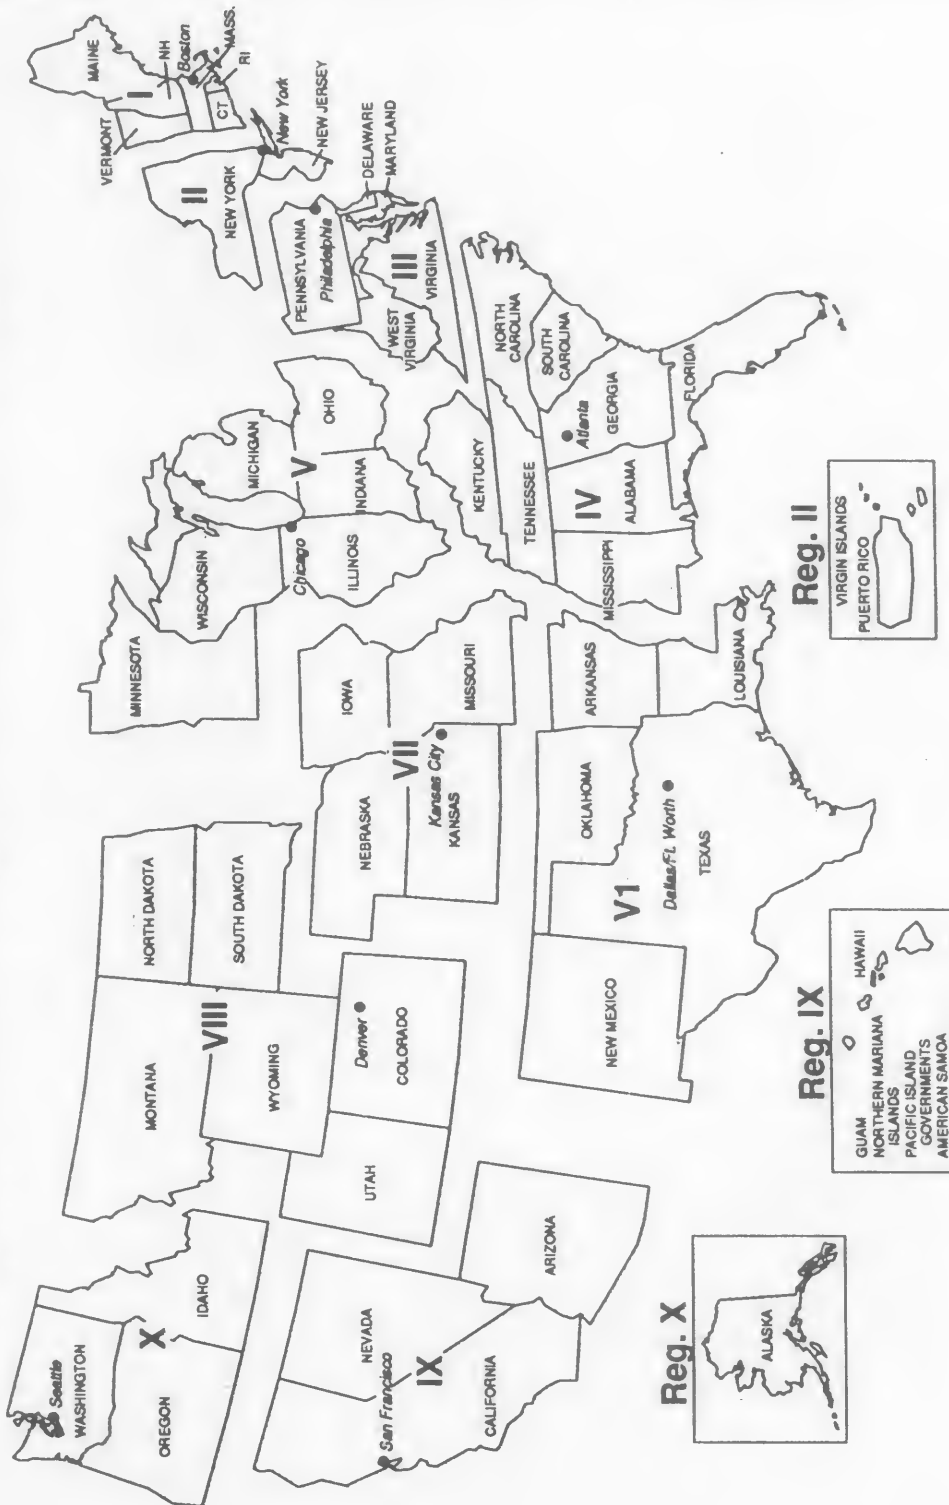 Seattle
WASHINGTON
OREGON
X
IDAHO
MONTANA
VIII
WYOMING
NORTH DAKOTA
SOUTH DAKOTA
UTAH
Denver
COLORADO
NEVADA
San Francisco
IX
CALIFORNIA
ARIZONA
MINNESOTA
WISCONSIN
MICHIGAN
V
Chicago
ILLINOIS
INDIANA
OHIO
IOWA
NEBRASKA
VII
Kansas City
KANSAS
MISSOURI
NEW MEXICO
OKLAHOMA
V1
Dallas/Ft. Worth
TEXAS
ARKANSAS
LOUISIANA
KENTUCKY
TENNESSEE
NORTH
CAROLINA
SOUTH
CAROLINA
Atlanta
GEORGIA
IV
ALABAMA
MISSISSIPPI
FLORIDA
PENNSYLVANIA
Philadelphia
WEST
VIRGINIA
III
VIRGINIA
DELAWARE
MARYLAND
II
NEW YORK
New York
NEW JERSEY
MAINE
VERMONT
I
NH
Boston
MASS.
RI
CT
Reg. X
ALASKA
Reg. IX
GUAM
NORTHERN MARIANA
ISLANDS
PACIFIC ISLAND
GOVERNMENTS
AMERICAN SAMOA
HAWAII
Reg. II
VIRGIN ISLANDS
PUERTO RICO